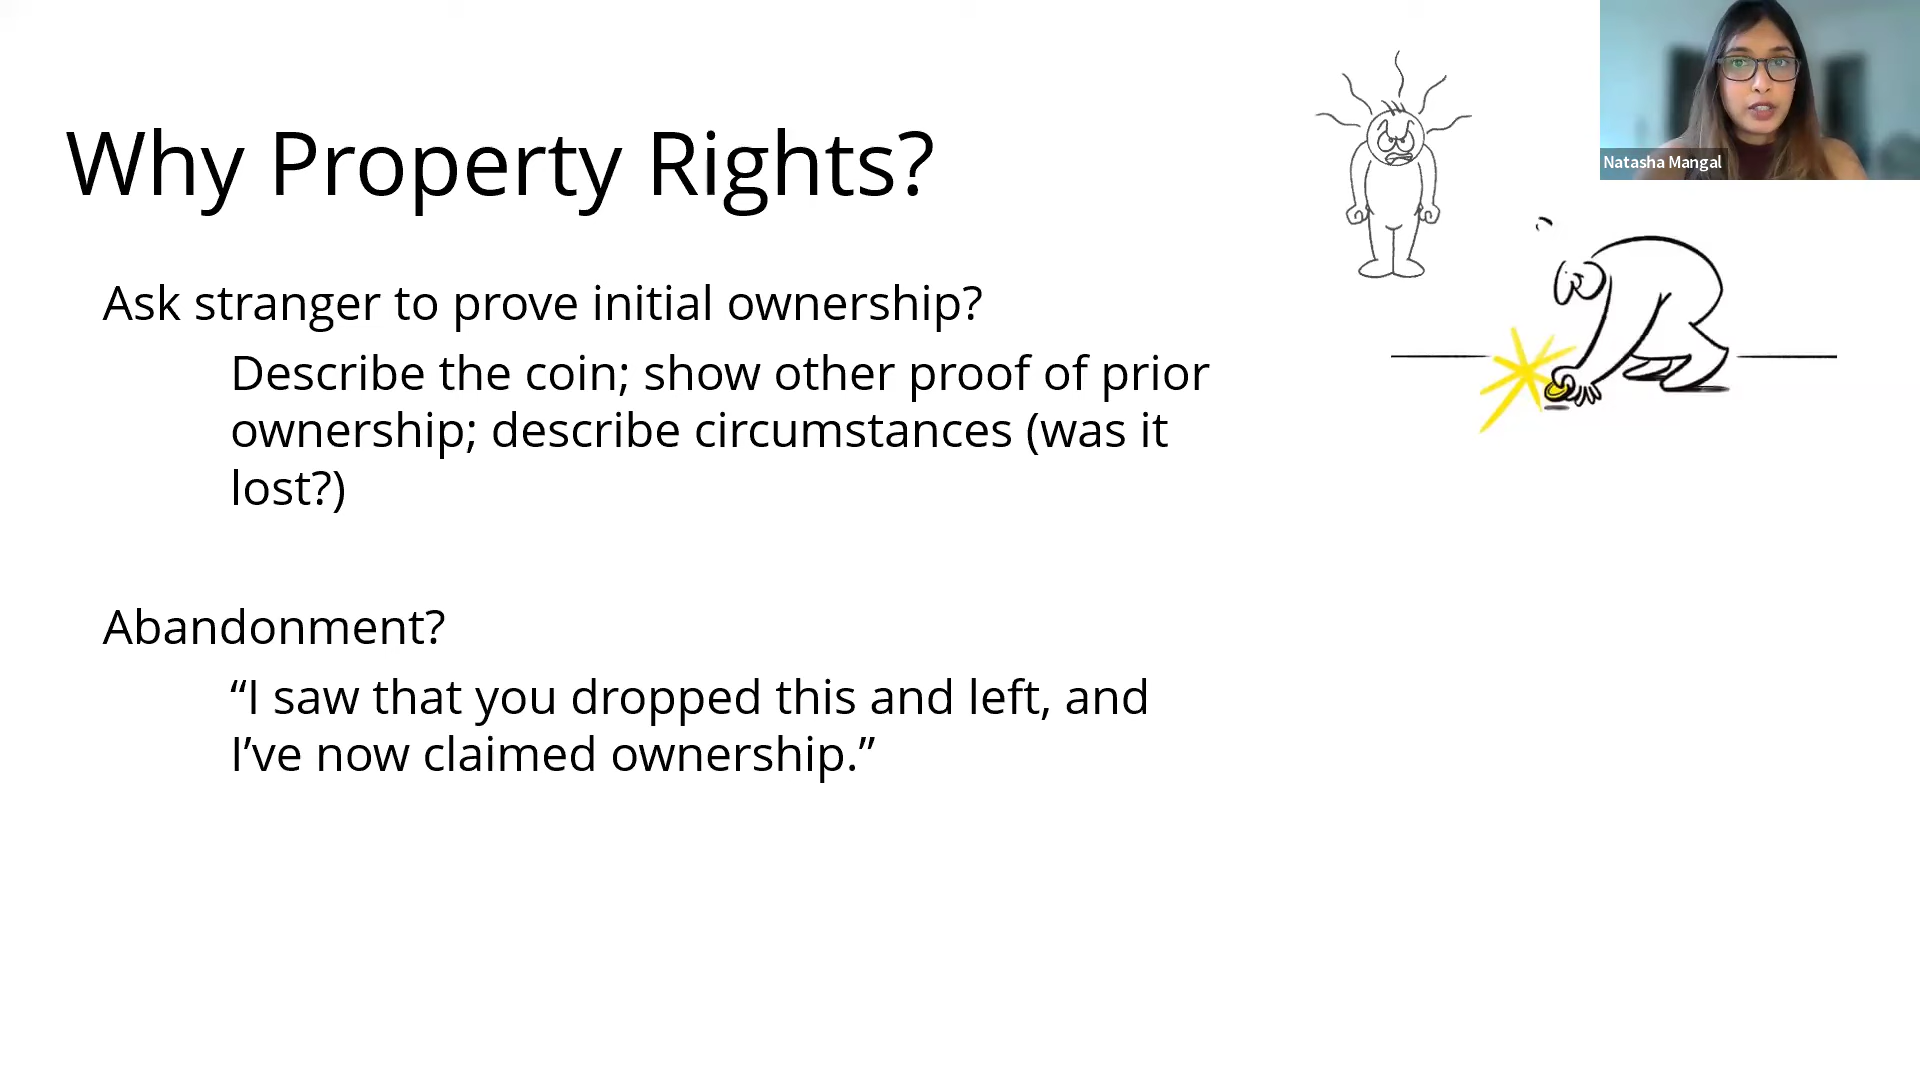 Why Property Rights?
Natasha Mangal
Ask stranger to prove initial ownership?
Describe the coin; show other proof of prior
ownership; describe circumstances (was it
lost?)
Abandonment?
“I saw that you dropped this and left, and
I’ve now claimed ownership.”